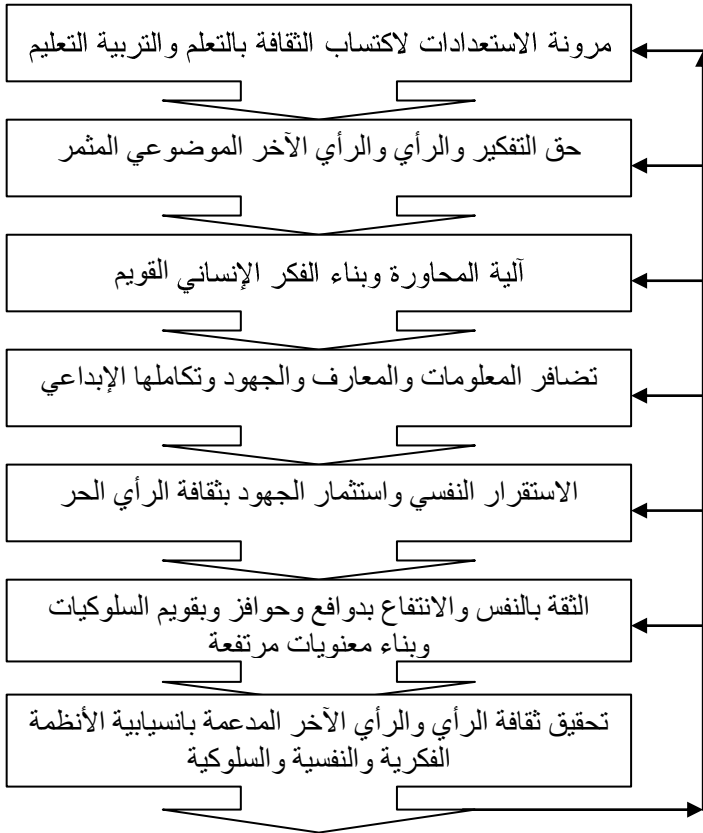 مرونة الاستعدادات لاكتساب الثقافة بالتعلم والتربية التعليم
حق التفكير والرأي والرأي الآخر الموضوعي المثمر
آلية المحاورة وبناء الفكر الإنساني القويم
تضافر المعلومات والمعارف والجهود وتكاملها الإبداعي
الاستقرار النفسي واستثمار الجهود بثقافة الرأي الحر
الثقة بالنفس والانتفاع بدوافع وحوافز وبقويم السلوكيات
وبناء معنويات مرتفعة
تحقيق ثقافة الرأي والرأي الآخر المدعمة بانسيابية الأنظمة
الفكرية والنفسية والسلوكية